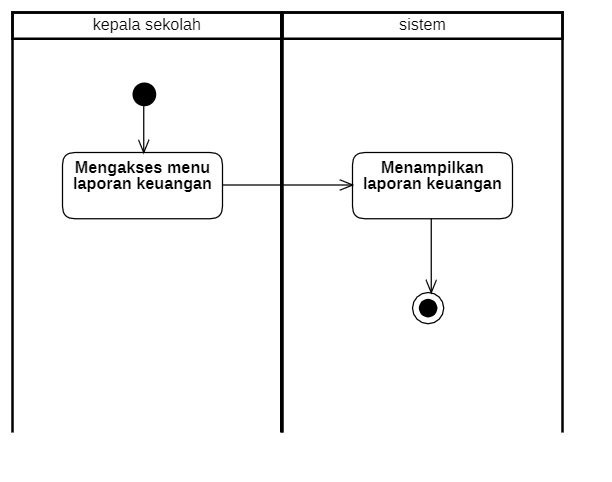 kepala sekolah
sistem
Mengakses menu
laporan keuangan
Menampilkan
laporan keuangan